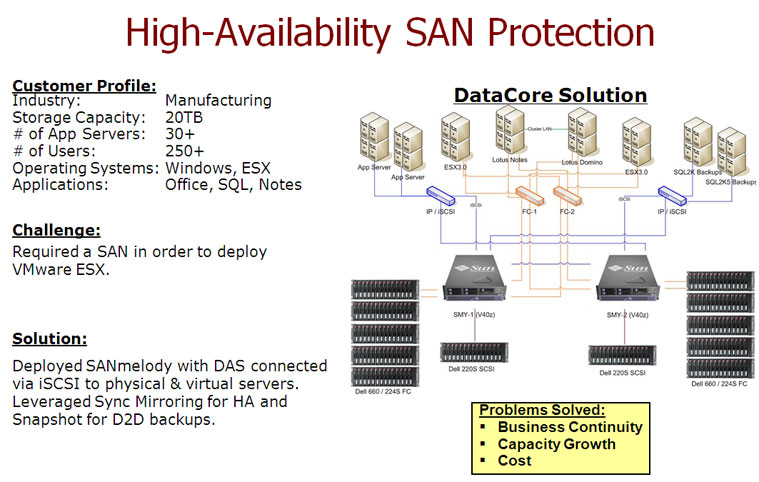 High-Availability SAN Protection
Customer Profile:
Industry: Manufacturing
Storage Capacity: 20TB
# of App Servers: 30+
# of Users: 250+
Operating Systems: Windows, ESX
Applications: Office, SQL, Notes
Challenge:
Required a SAN in order to deploy
VMware ESX.
Solution:
Deployed SANmelody with DAS connected
via iSCSI to physical & virtual servers.
Leveraged Sync Mirroring for HA and
Snapshot for D2D backups.
DataCore Solution
Cluster LAN
App Server
App Server
ESX3.0
Lotus Notes
Lotus Domino
ESX3.0
SQL2K Backups
SQL2K5 Backups
IP / iSCSI
iSCSI
FC-1
FC-2
iSCSI
IP / iSCSI
Sun
Sun
SMY-1 (V40z)
SMY-2 (V40z)
Dell 220S SCSI
Dell 220S SCSI
Dell 660 / 224S FC
Dell 660 / 224S FC
Problems Solved:
▪ Business Continuity
▪ Capacity Growth
▪ Cost